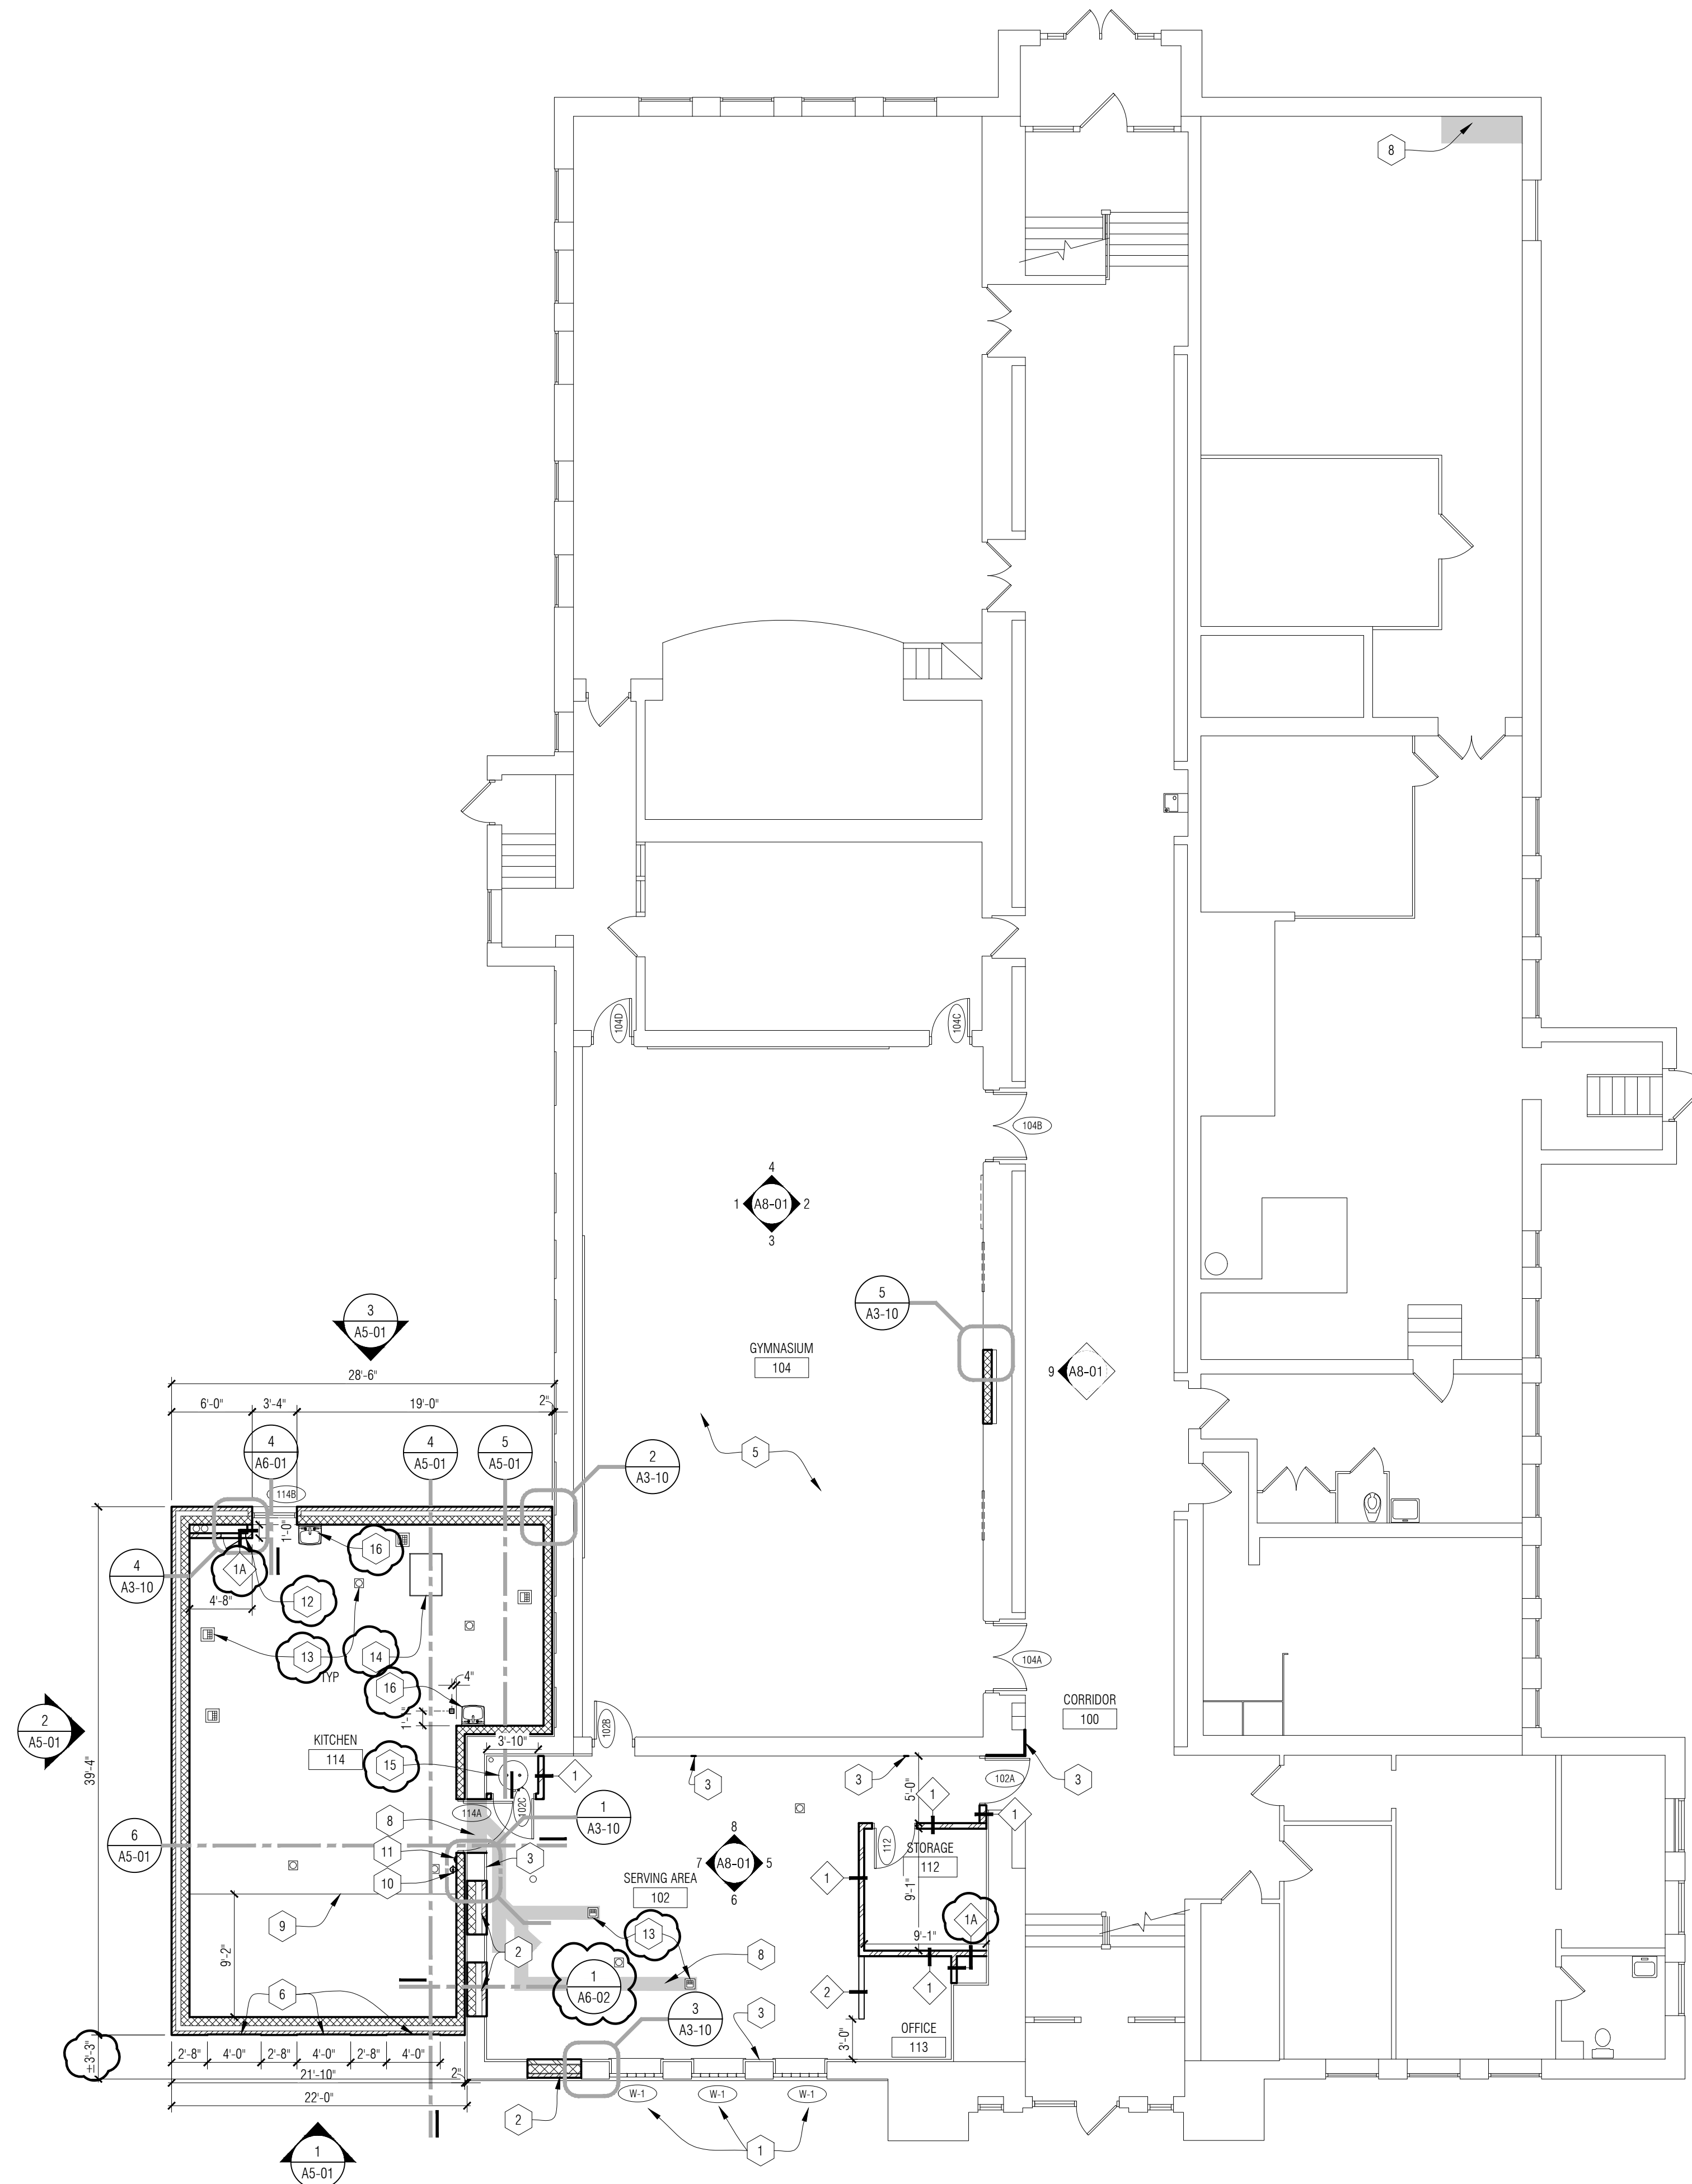 8
104D
104C
104B
4
1 A8-01 2
3
5
A3-10
3
A5-01
GYMNASIUM
104
9 A8-01
28'-6"
6'-0" 3'-4" 19'-0" 2"
4
A6-01
4
A5-01
5
A5-01
2
A3-10
5
114B
1'-0"
16
4
A3-10
1A
12
4'-8"
13
TYP
14
16
4"
1'-1"
104A
CORRIDOR
100
2
A5-01
39'-4"
KITCHEN
114
3'-10"
102B
15
1
3
3
3
102A
5'-0"
1
1
114A
102C
1
A3-10
8
11
10
3
6
A5-01
112
STORAGE
112
8
7 A8-01 5
6
1
9'-1"
SERVING AREA
102
1A
9'-1"
9
13
2
8
9'-2"
1
A6-02
2
1
6
3
A3-10
3
3'-0"
OFFICE
113
±3'-3"
2'-8" 4'-0" 2'-8" 4'-0" 2'-8" 4'-0"
21'-10" 2"
22'-0"
W-1 W-1 W-1
2
1
1
A5-01